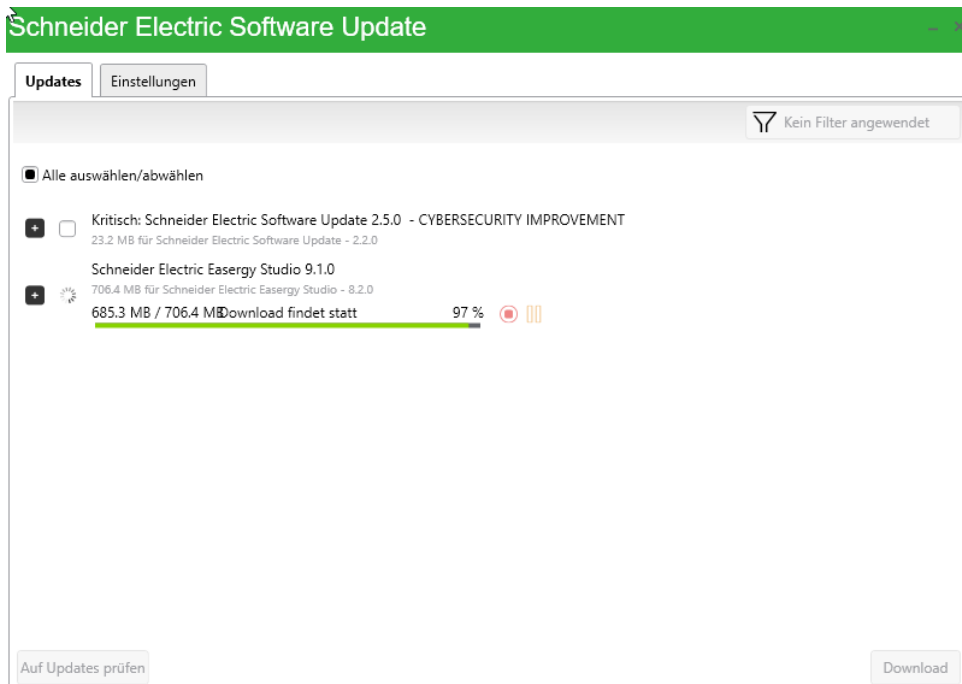 Schneider Electric Software Update
Updates
Einstellungen
Kein Filter angewendet
Alle auswählen/abwählen
Kritisch: Schneider Electric Software Update 2.5.0 - CYBERSECURITY IMPROVEMENT
23.2 MB für Schneider Electric Software Update - 2.2.0
Schneider Electric Easergy Studio 9.1.0
706.4 MB für Schneider Electric Easergy Studio - 8.2.0
685.3 MB / 706.4 MB Download findet statt 97 %
Auf Updates prüfen
Download